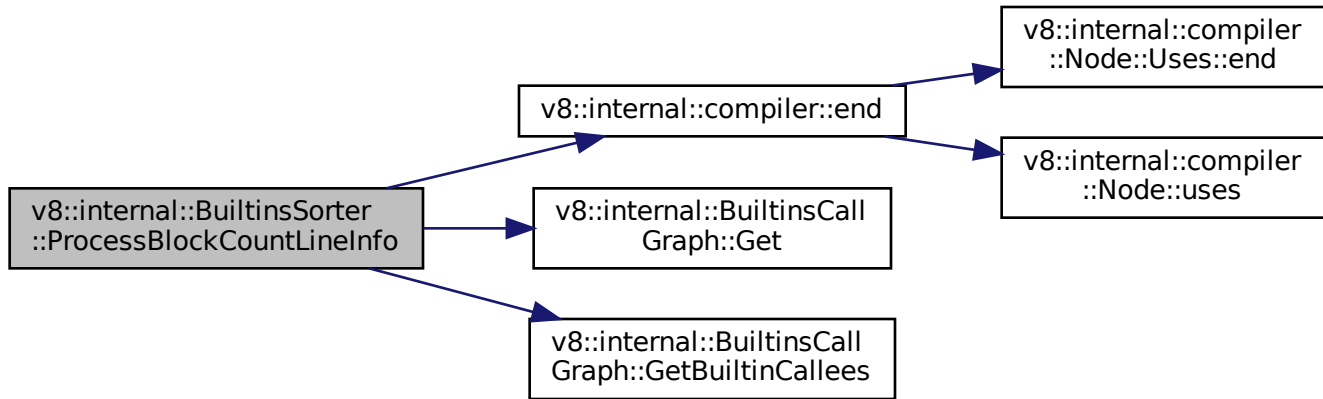 v8::internal::BuiltinsSorter
::ProcessBlockCountLineInfo
v8::internal::compiler::end
v8::internal::compiler
::Node::Uses::end
v8::internal::compiler
::Node::uses
v8::internal::BuiltinsCall
Graph::Get
v8::internal::BuiltinsCall
Graph::GetBuiltinCallees